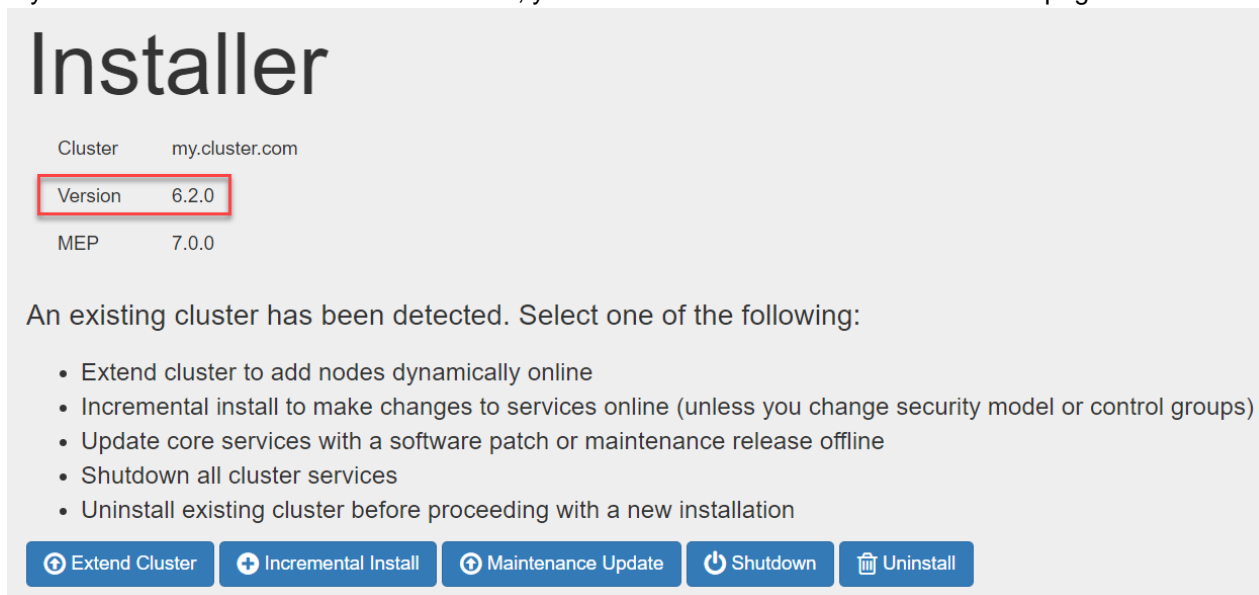 Installer
Cluster my.cluster.com
Version 6.2.0
MEP 7.0.0
An existing cluster has been detected. Select one of the following:
• Extend cluster to add nodes dynamically online
• Incremental install to make changes to services online (unless you change security model or control groups)
• Update core services with a software patch or maintenance release offline
• Shutdown all cluster services
• Uninstall existing cluster before proceeding with a new installation
Extend Cluster Incremental Install Maintenance Update Shutdown Uninstall